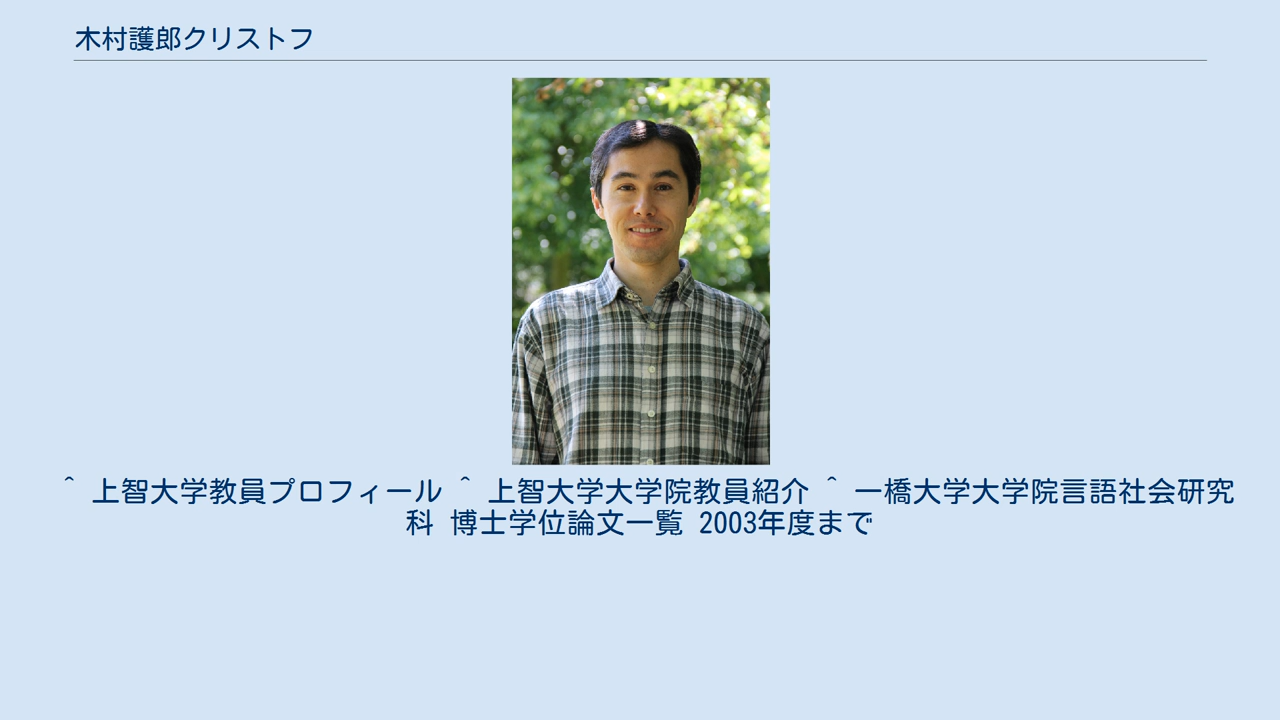 木村護郎クリストフ
^ 上智大学教員プロフィール ^ 上智大学大学院教員紹介 ^ 一橋大学大学院言語社会研究
科 博士学位論文一覧 2003年度まで